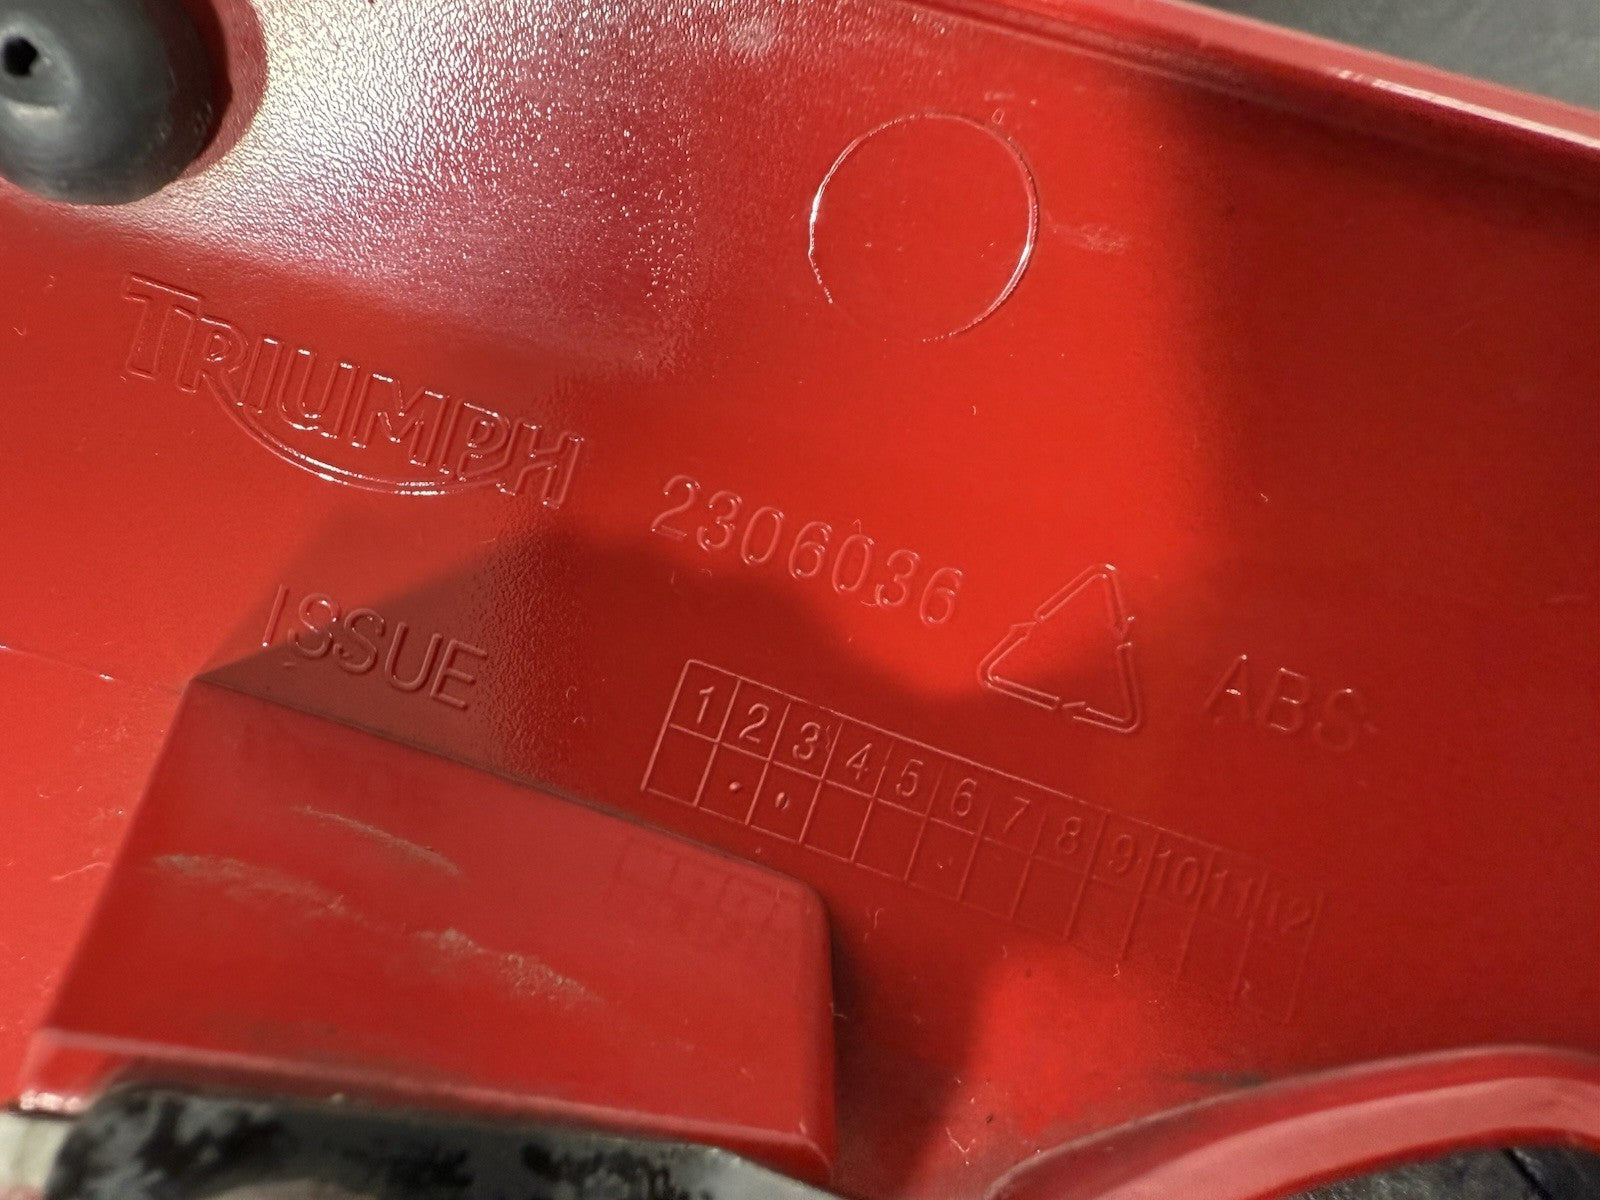 TRIUMPH 2306036 ABS
ISSUE
1 2 3 4 5 6 7 8 9 10 11 12